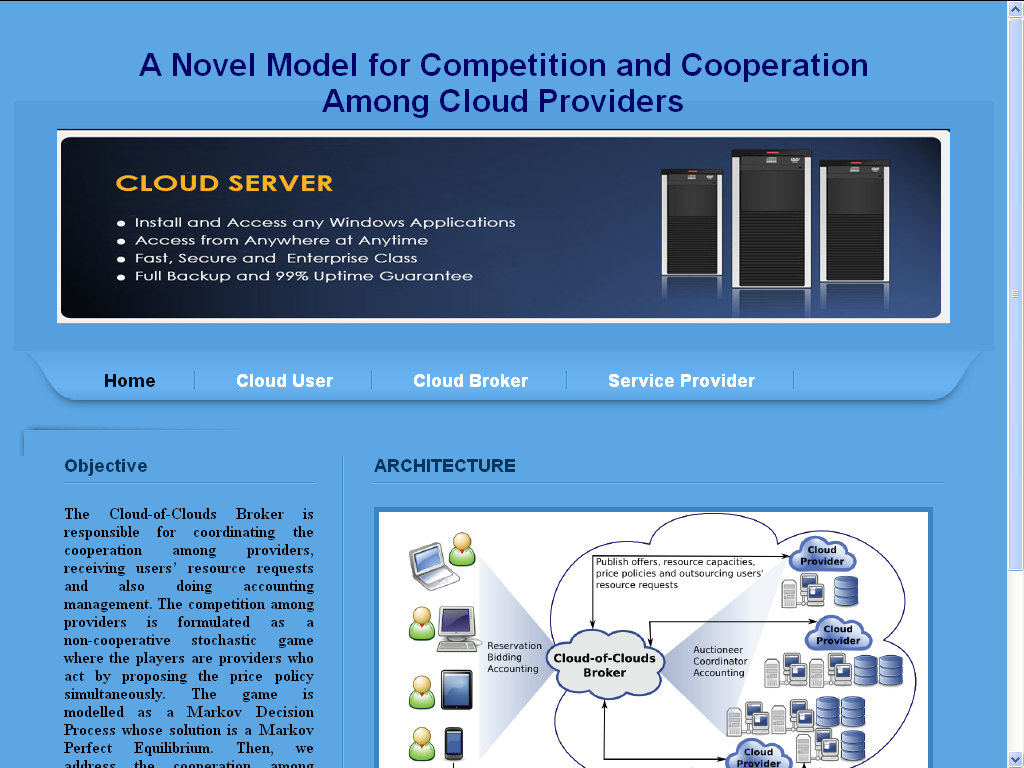 A Novel Model for Competition and Cooperation
Among Cloud Providers
CLOUD SERVER
● Install and Access any Windows Applications
● Access from Anywhere at Anytime
● Fast, Secure and Enterprise Class
● Full Backup and 99% Uptime Guarantee
Home
Cloud User
Cloud Broker
Service Provider
Objective
The Cloud-of-Clouds Broker is
responsible for coordinating the
cooperation among providers,
receiving users' resource requests
and also doing accounting
management. The competition among
providers is formulated as a
non-cooperative stochastic game
where the players are providers who
act by proposing the price policy
simultaneously. The game is
modelled as a Markov Decision
Process whose solution is a Markov
Perfect Equilibrium. Then, we
address the cooperation among
ARCHITECTURE
Publish offers, resource capacities,
price policies and outsourcing users'
resource requests
Cloud
Provider
Cloud
Provider
Reservation
Bidding
Accounting
Cloud-of-Clouds
Broker
Auctioneer
Coordinator
Accounting
Cloud
Provider